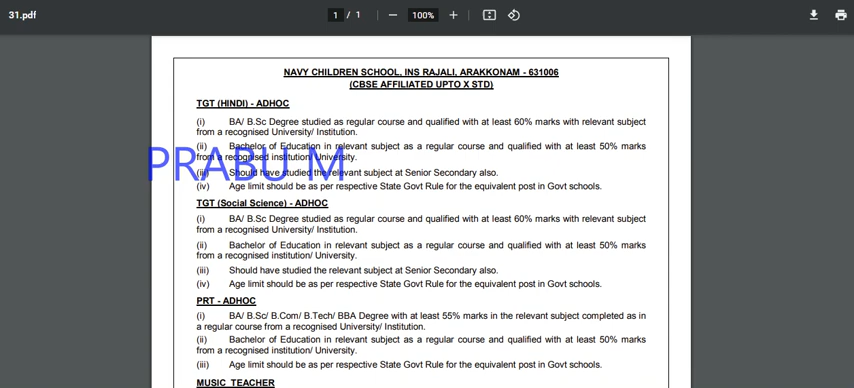 31.pdf
1 / 1
100%
NAVY CHILDREN SCHOOL, INS RAJALI, ARAKKONAM - 631006
(CBSE AFFILIATED UPTO X STD)
TGT (HINDI) - ADHOC
(i) BA/ B.Sc Degree studied as regular course and qualified with at least 60% marks with relevant subject
from a recognised University/ Institution.
(ii) Bachelor of Education in relevant subject as a regular course and qualified with at least 50% marks
from a recognised institution/ University.
PRABU M
(iii) Should have studied the relevant subject at Senior Secondary also.
(iv) Age limit should be as per respective State Govt Rule for the equivalent post in Govt schools.
TGT (Social Science) - ADHOC
(i) BA/ B.Sc Degree studied as regular course and qualified with at least 60% marks with relevant subject
from a recognised University/ Institution.
(ii) Bachelor of Education in relevant subject as a regular course and qualified with at least 50% marks
from a recognised institution/ University.
(iii) Should have studied the relevant subject at Senior Secondary also.
(iv) Age limit should be as per respective State Govt Rule for the equivalent post in Govt schools.
PRT - ADHOC
(i) BA/ B.Sc/ B.Com/ B.Tech/ BBA Degree with at least 55% marks in the relevant subject completed as in
a regular course from a recognised University/ Institution.
(ii) Bachelor of Education in relevant subject as a regular course and qualified with at least 50% marks
from a recognised institution/ University.
(iii) Age limit should be as per respective State Govt Rule for the equivalent post in Govt schools.
MUSIC TEACHER